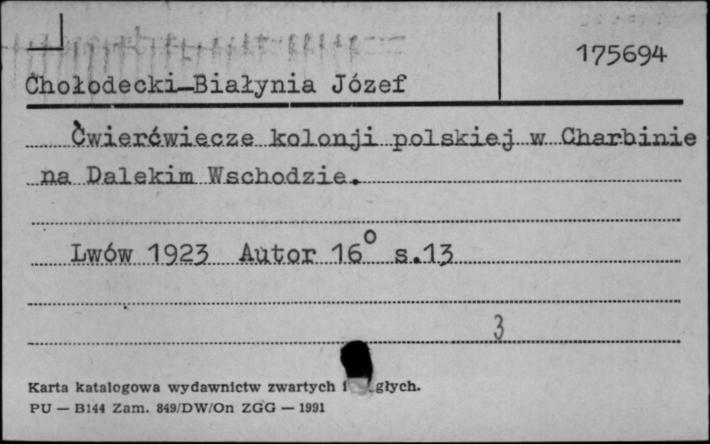 175694
Chołodecki-Białynia Józef
Ćwierćwiecze kolonji polskiej w Charbinie
na Dalekim Wschodzie.
Lwów 1923 Autor 16° s.13
3
Karta katalogowa wydawnictw zwartych i głych.
PU — B144 Zam. 849/DW/On ZGG — 1991